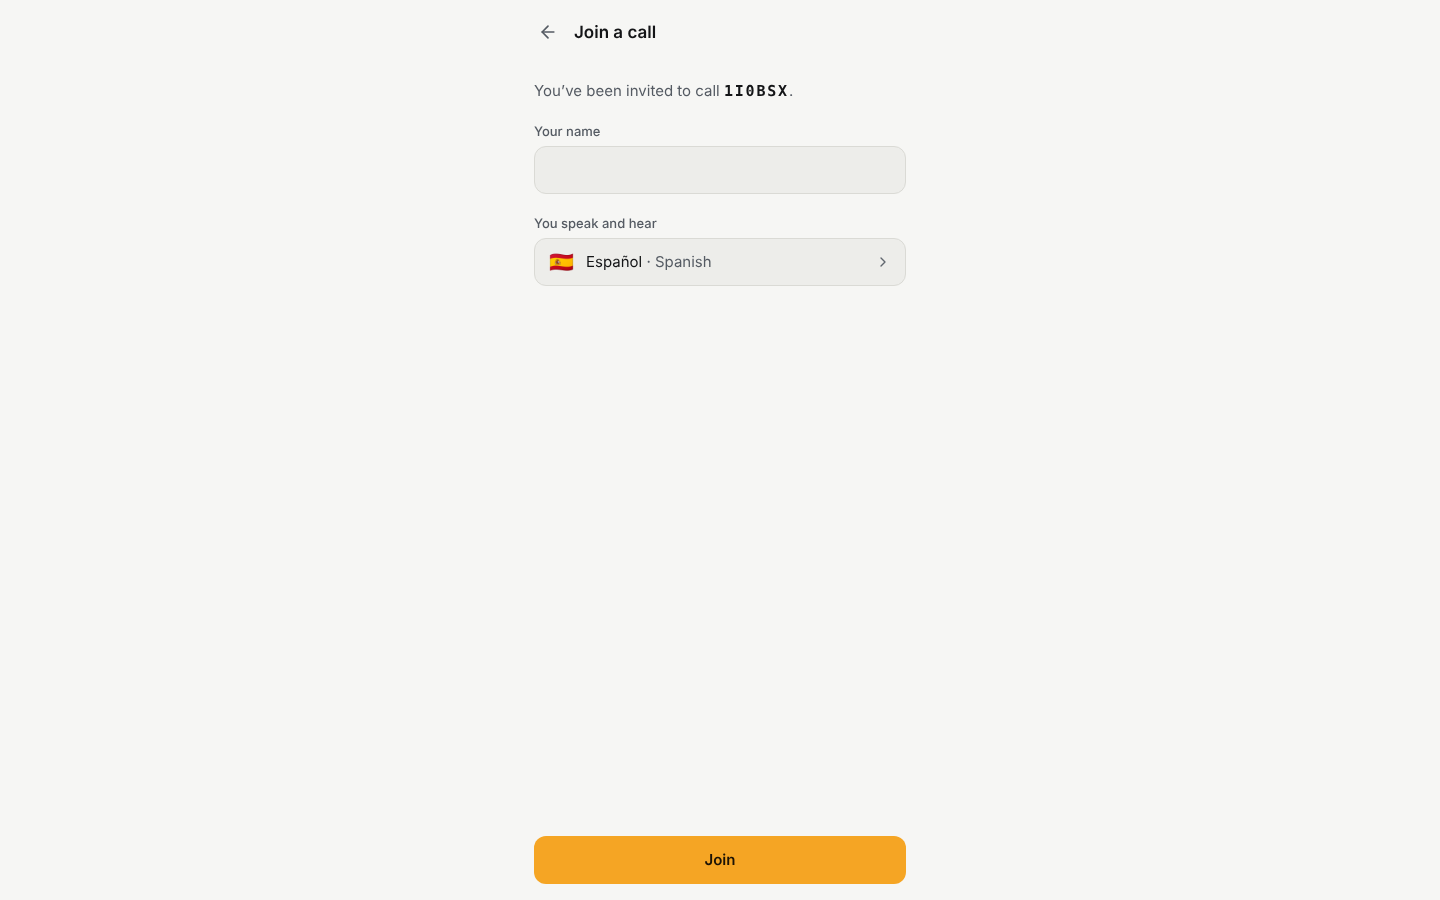 Join a call
You’ve been invited to call 1I0BSX.
Your name
You speak and hear
Español · Spanish
Join